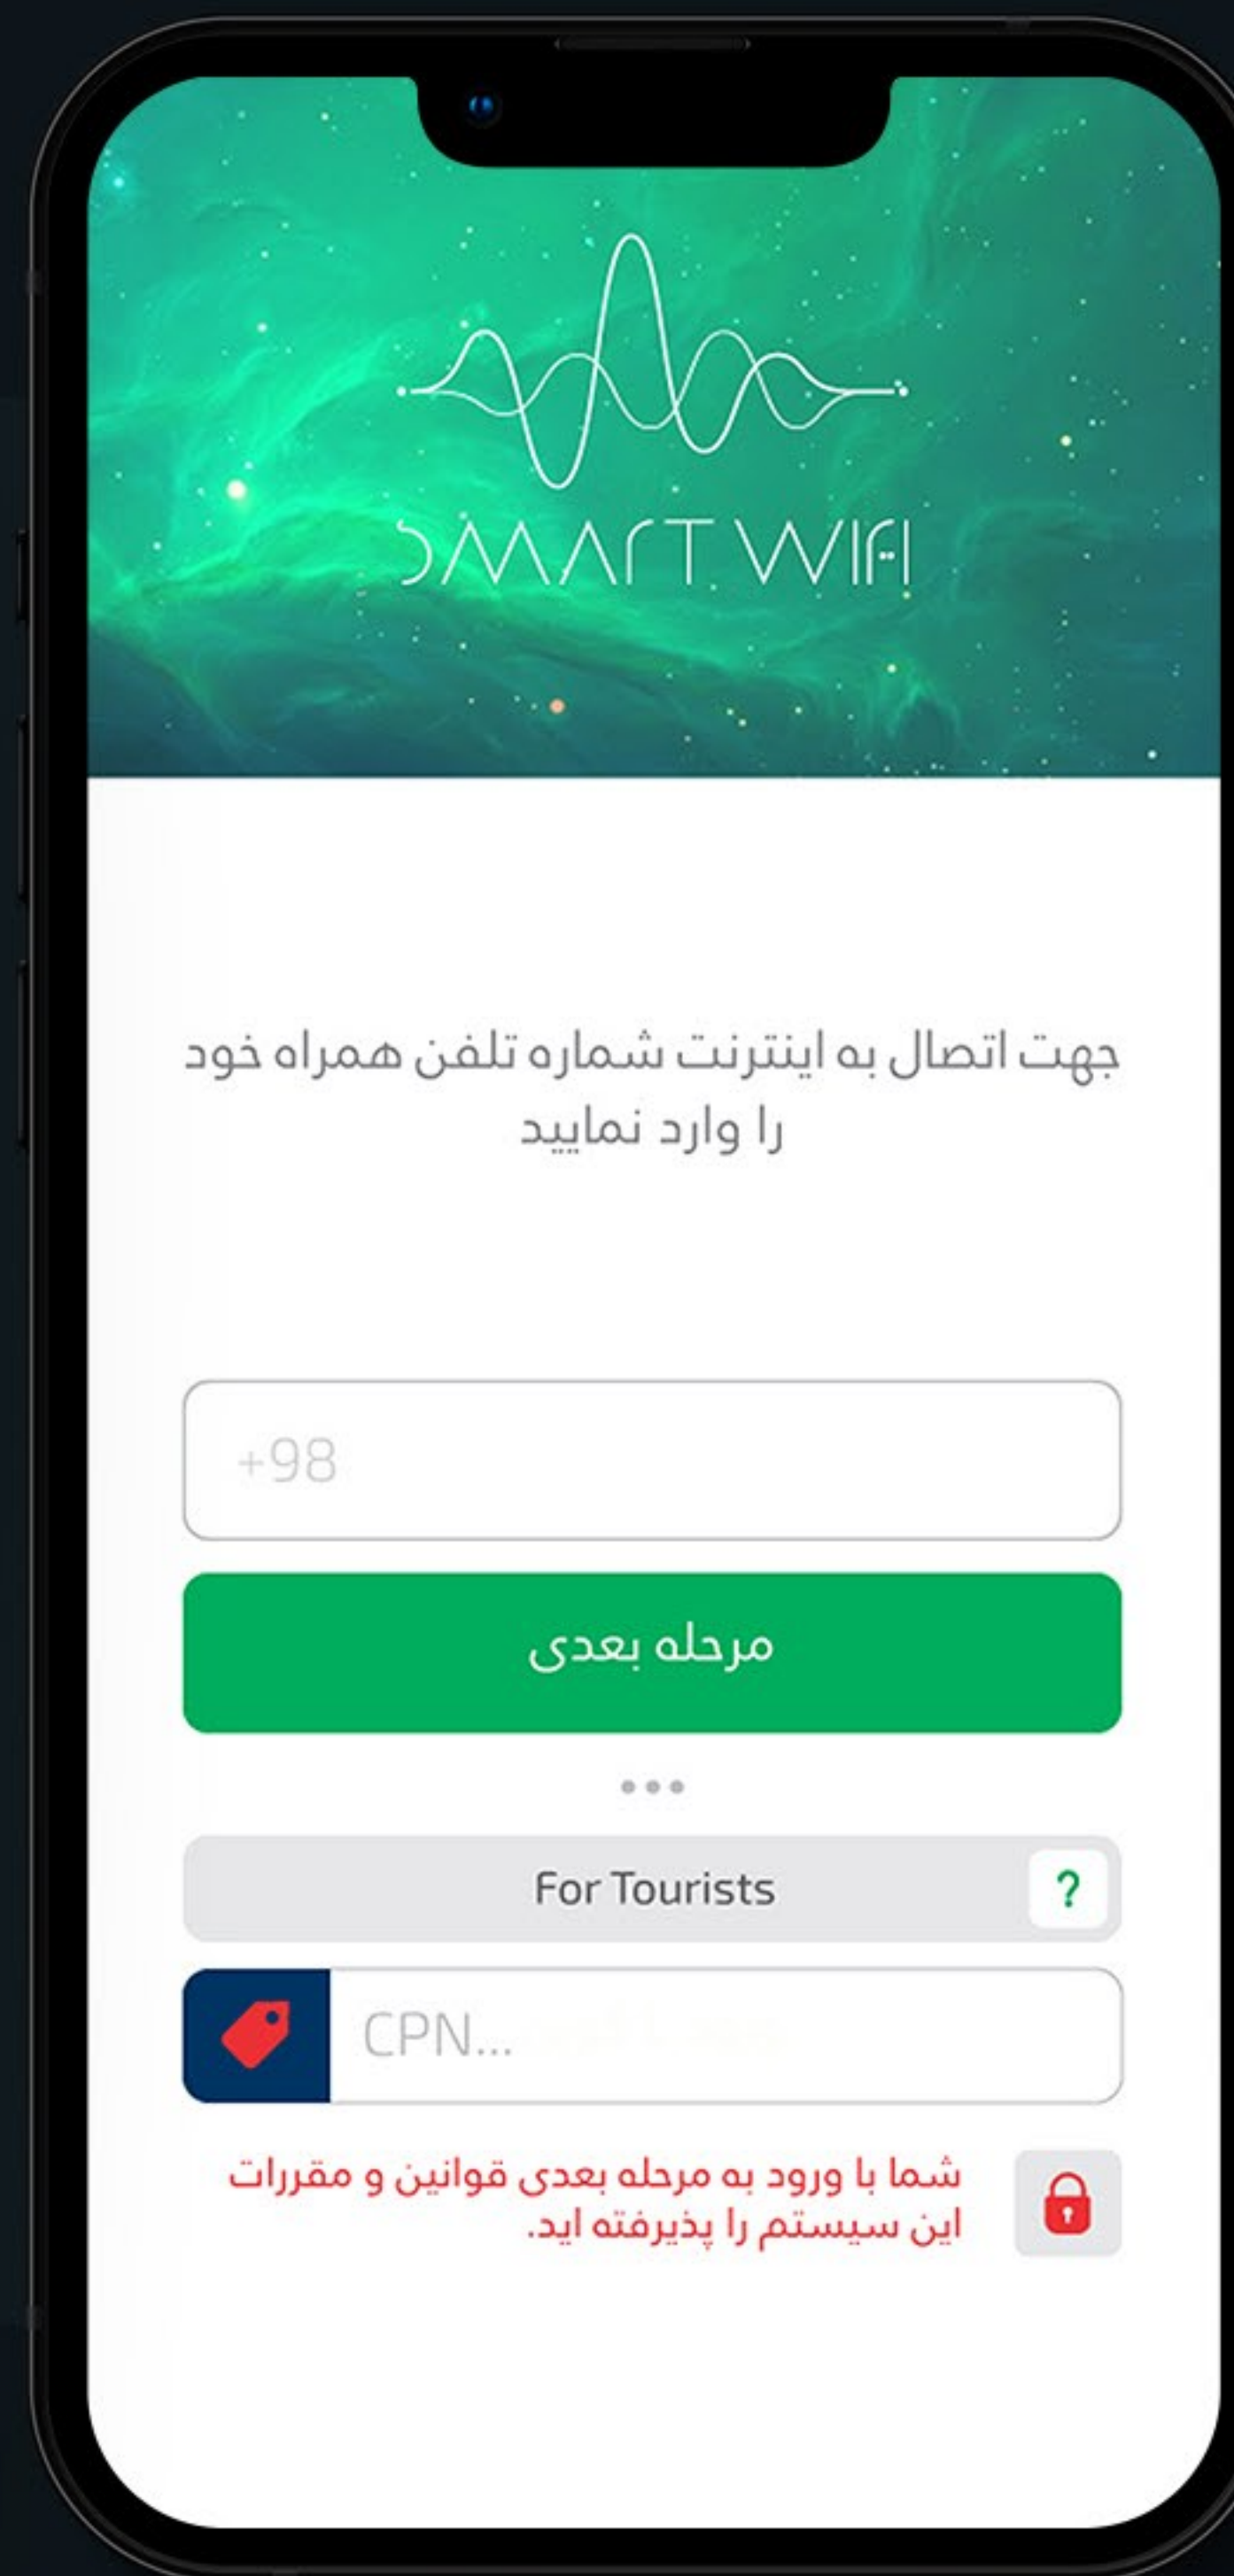 SMART WIFI
جهت اتصال به اینترنت شماره تلفن همراه خود
را وارد نمایید
+98
مرحله بعدی
For Tourists ?
CPN...
شما با ورود به مرحله بعدی قوانین و مقررات
این سیستم را پذیرفته اید.